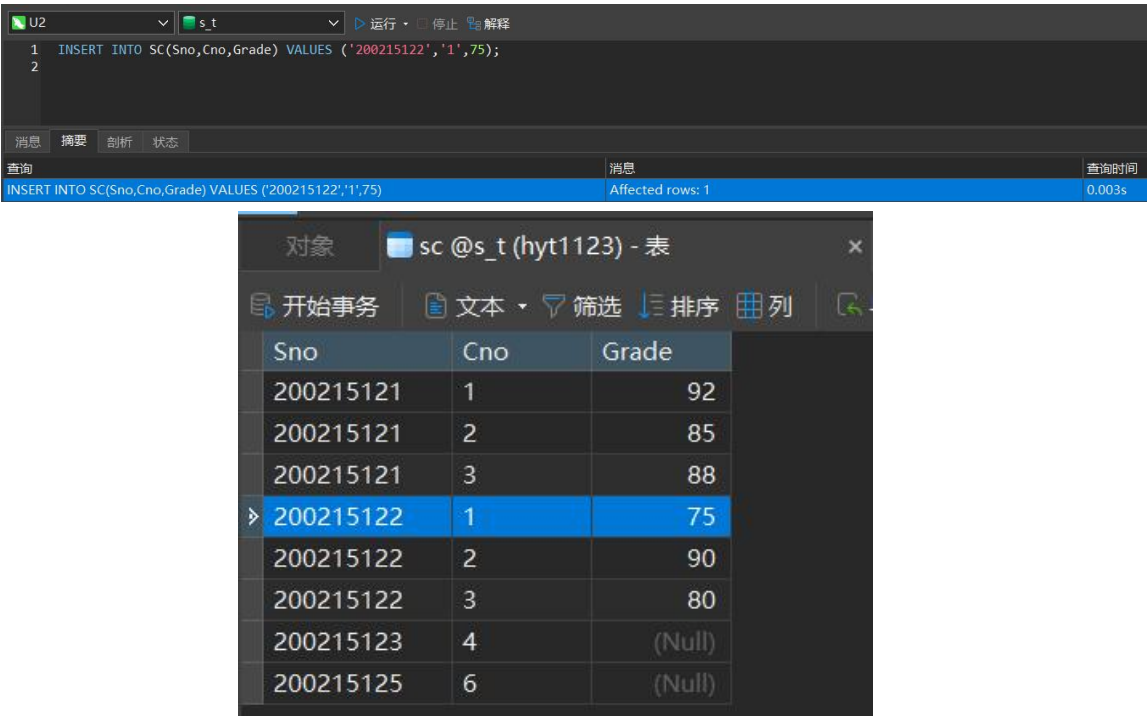 U2 s_t 运行 停止 解释
1 INSERT INTO SC(Sno,Cno,Grade) VALUES ('200215122','1',75);
2
消息 摘要 剖析 状态
查询 消息 查询时间
INSERT INTO SC(Sno,Cno,Grade) VALUES ('200215122','1',75) Affected rows: 1 0.003s
对象 sc @s_t (hyt1123) - 表 ×
开始事务 文本 筛选 排序 列
Sno Cno Grade
200215121 1 92
200215121 2 85
200215121 3 88
200215122 1 75
200215122 2 90
200215122 3 80
200215123 4 (Null)
200215125 6 (Null)